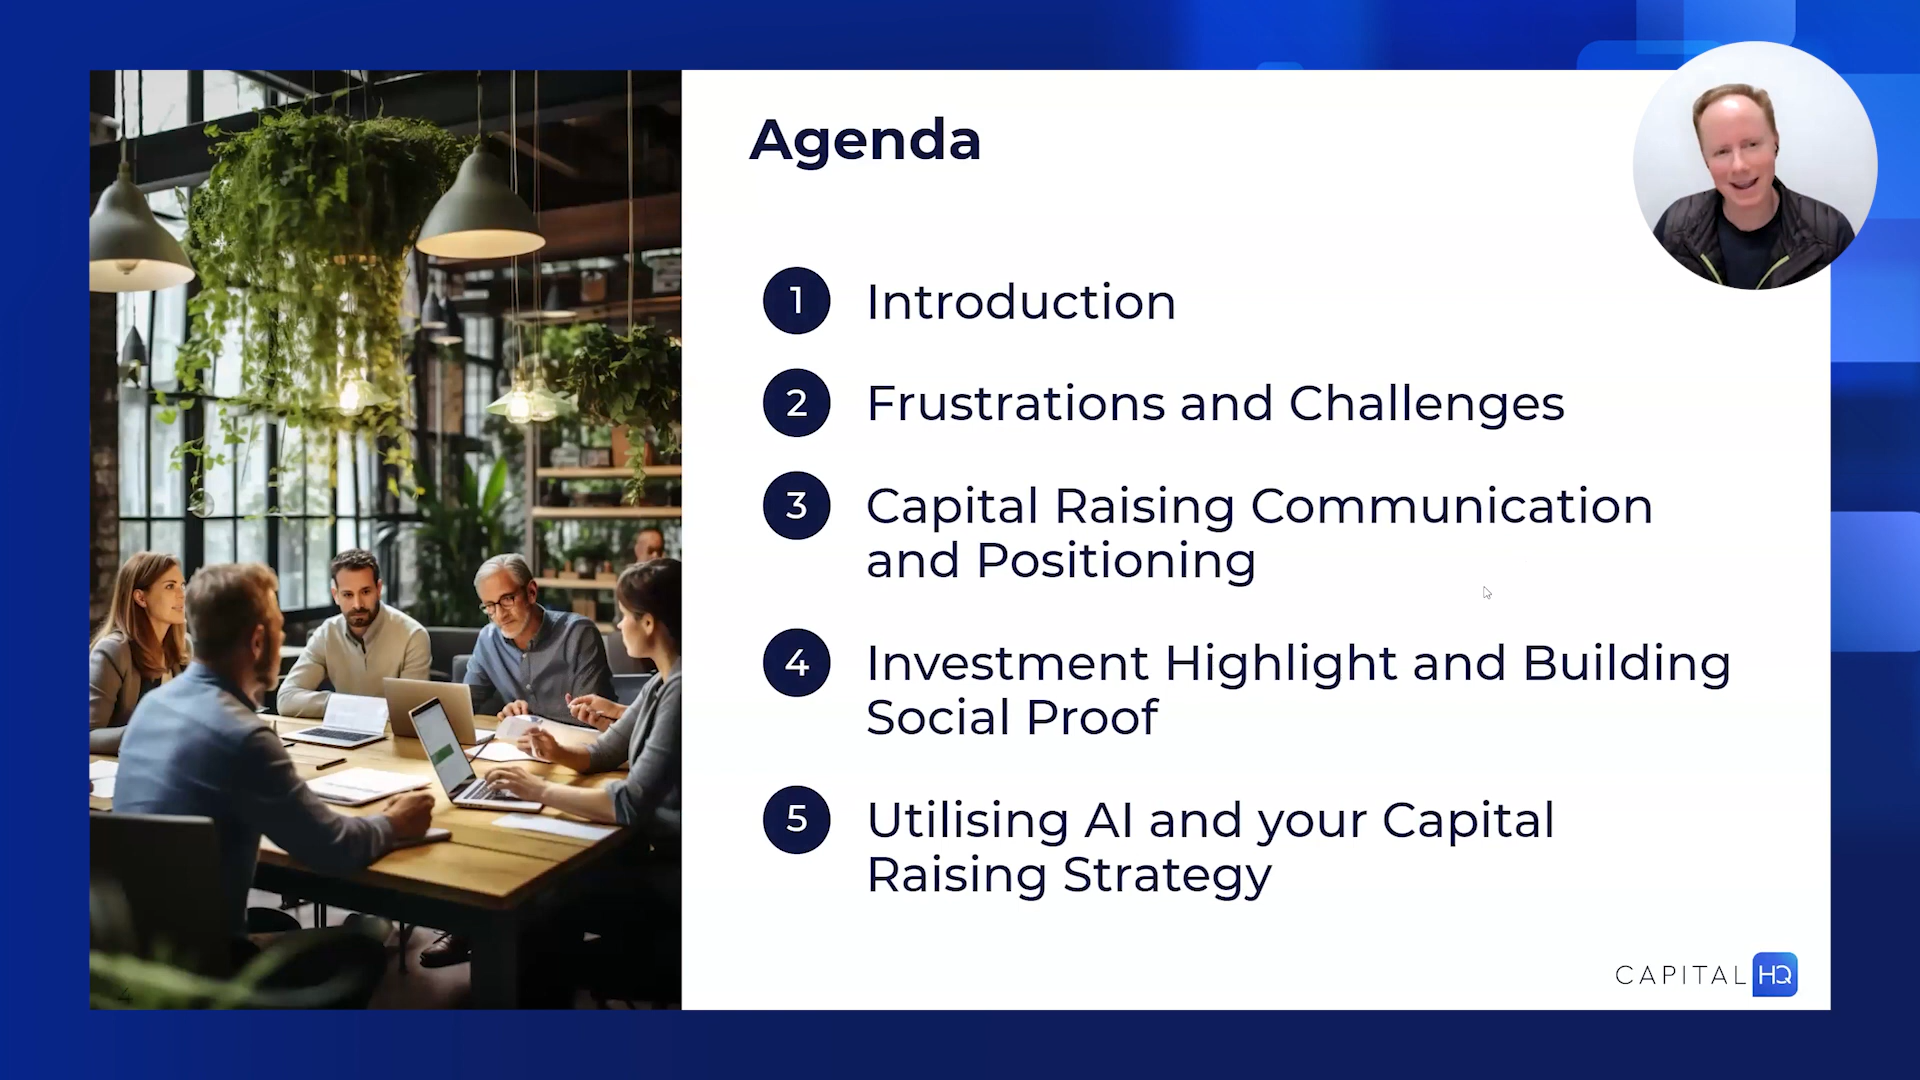 Agenda
1 Introduction
2 Frustrations and Challenges
3 Capital Raising Communication
and Positioning
4 Investment Highlight and Building
Social Proof
5 Utilising AI and your Capital
Raising Strategy
4
CAPITAL HQ